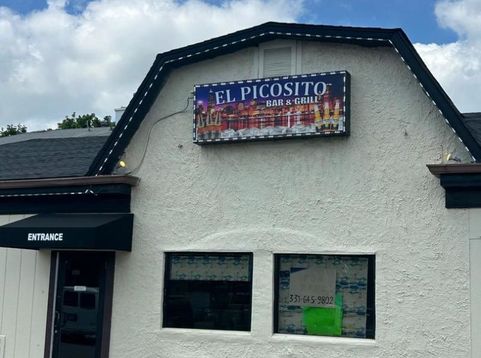 EL PICOSITO
BAR & GRILL
ENTRANCE
331-645-9802